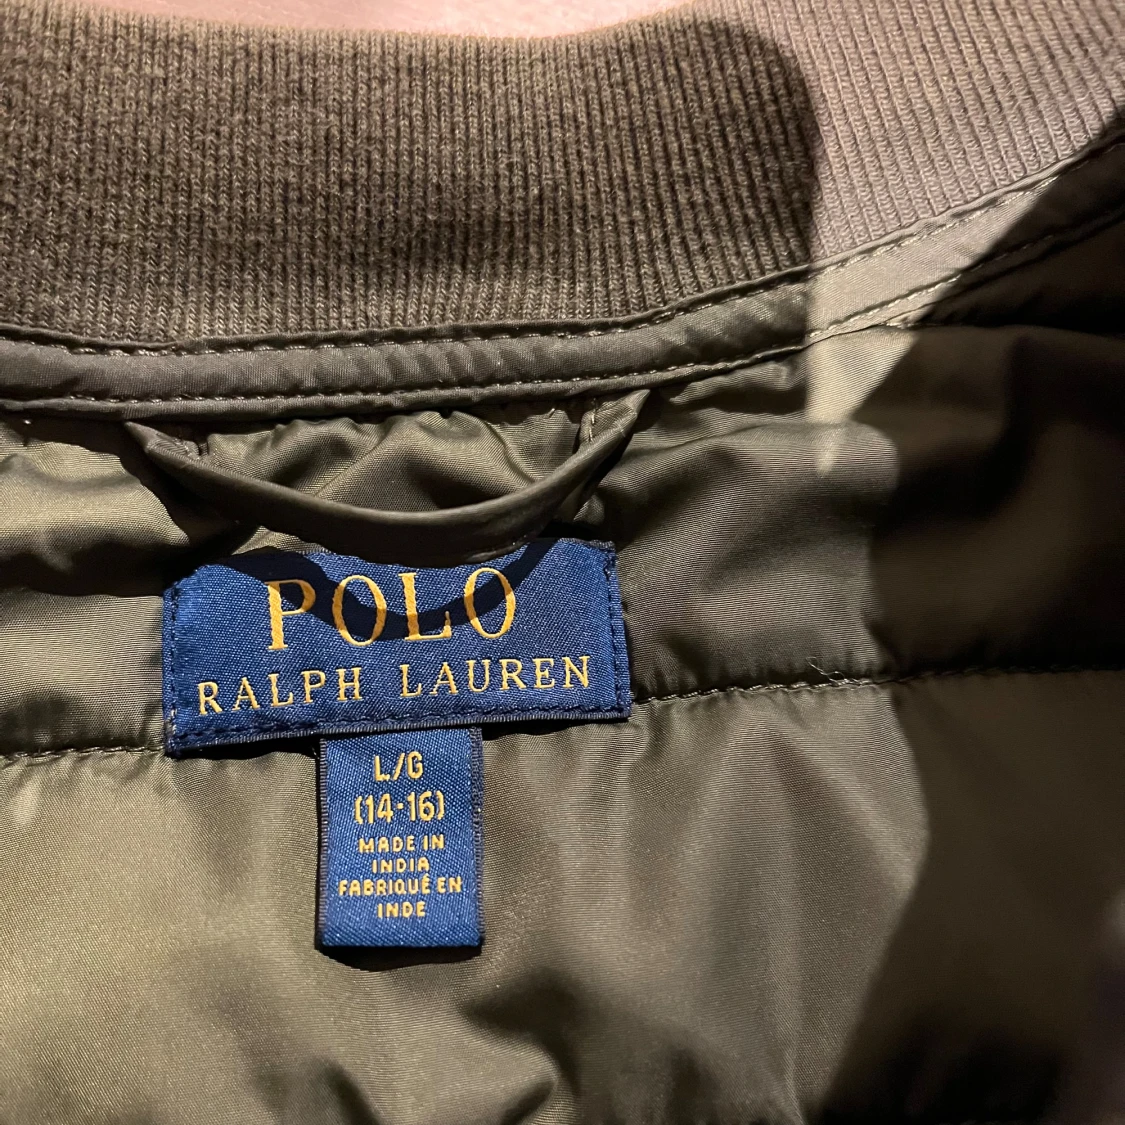 POLO
RALPH LAUREN
L/G
(14-16)
MADE IN
INDIA
FABRIQUÉ EN
INDE